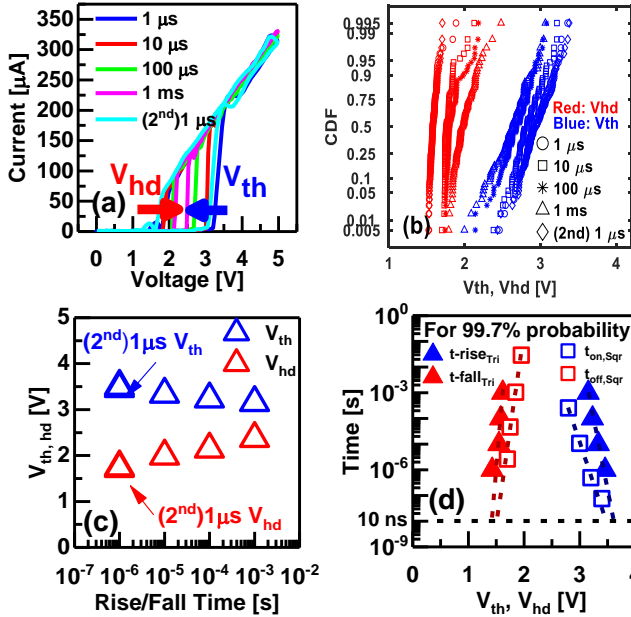 350
300
250
200
150
100
50
0
Current [μA]
1 μs
10 μs
100 μs
1 ms
(2nd) 1 μs
Vhd
Vth
(a)
0 1 2 3 4 5
Voltage [V]
0.995
0.99
0.95
0.9
0.75
0.5
0.25
0.1
0.05
0.01
0.005
CDF
Red: Vhd
Blue: Vth
1 μs
10 μs
100 μs
1 ms
(2nd) 1 μs
(b)
1 2 3 4
Vth, Vhd [V]
5
4
3
2
1
0
Vth, hd [V]
(2nd)1μs Vth
Vth
Vhd
(2nd)1μs Vhd
(c)
10-7 10-6 10-5 10-4 10-3 10-2
Rise/Fall Time [s]
100
10-3
10-6
10 ns
10-9
Time [s]
For 99.7% probability
t-riseTri
t-fallTri
ton,Sqr
toff,Sqr
(d)
0 1 2 3 4
Vth, Vhd [V]